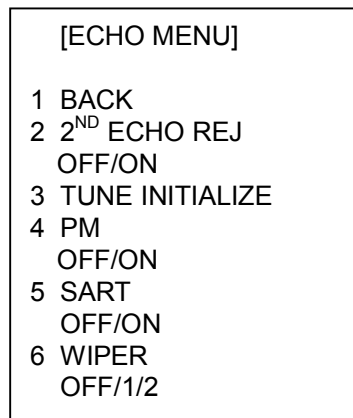 [ECHO MENU]
1 BACK
2 2ND ECHO REJ
OFF/ON
3 TUNE INITIALIZE
4 PM
OFF/ON
5 SART
OFF/ON
6 WIPER
OFF/1/2